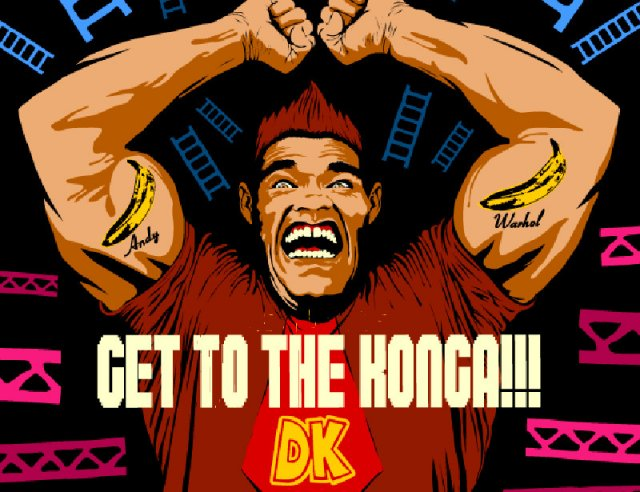 Andy
Warhol
GET TO THE KONGA!!!
DK